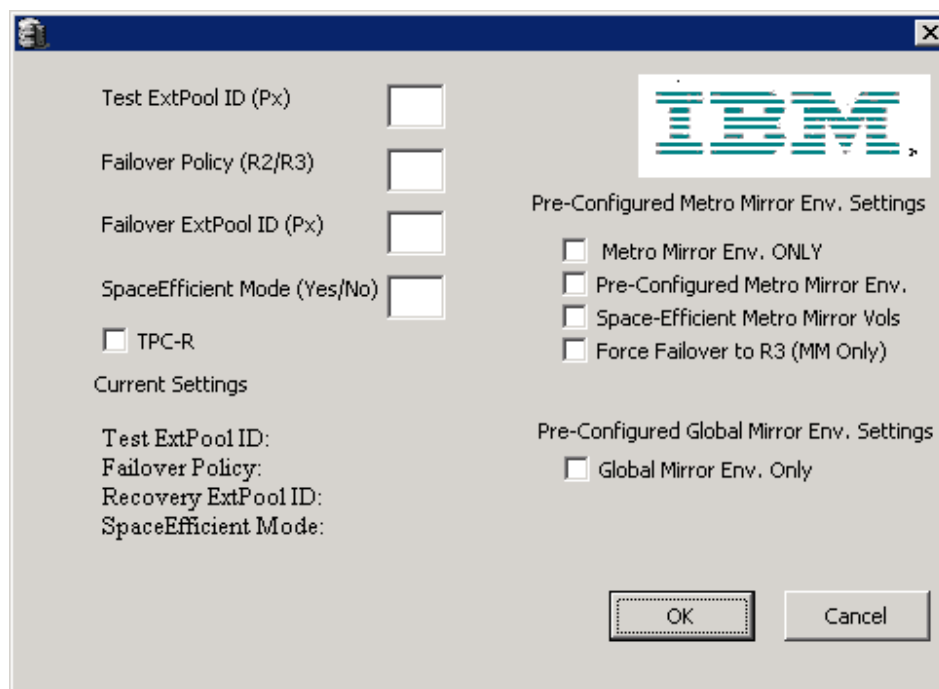 Test ExtPool ID (Px)
Failover Policy (R2/R3)
Failover ExtPool ID (Px)
SpaceEfficient Mode (Yes/No)
TPC-R
Current Settings
Test ExtPool ID:
Failover Policy:
Recovery ExtPool ID:
SpaceEfficient Mode:
IBM
Pre-Configured Metro Mirror Env. Settings
Metro Mirror Env. ONLY
Pre-Configured Metro Mirror Env.
Space-Efficient Metro Mirror Vols
Force Failover to R3 (MM Only)
Pre-Configured Global Mirror Env. Settings
Global Mirror Env. Only
OK
Cancel